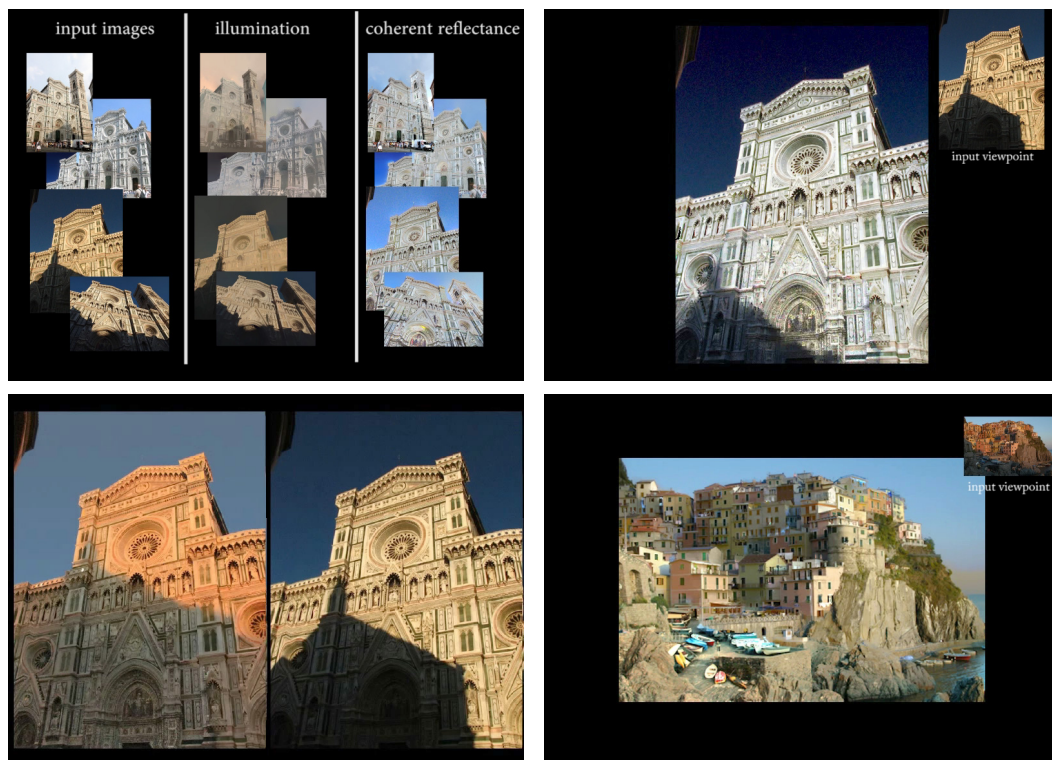 input images
illumination
coherent reflectance
input viewpoint
input viewpoint